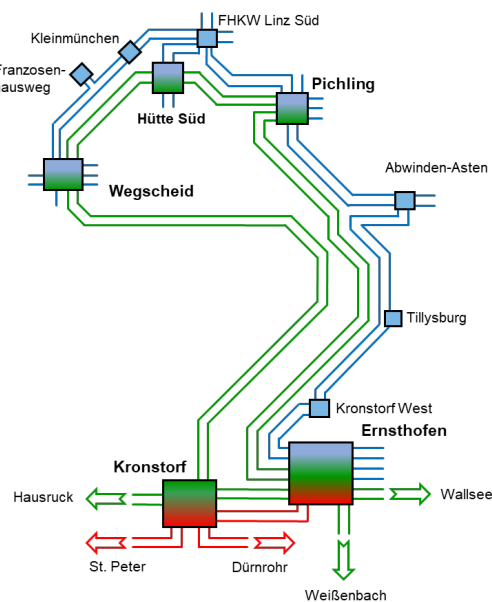 FHKW Linz Süd
Kleinmünchen
Franzosen-
hausweg
Pichling
Hütte Süd
Abwinden-Asten
Wegscheid
Tillysburg
Kronstorf West
Ernsthofen
Kronstorf
Hausruck
Wallsee
St. Peter
Dürnrohr
Weißenbach